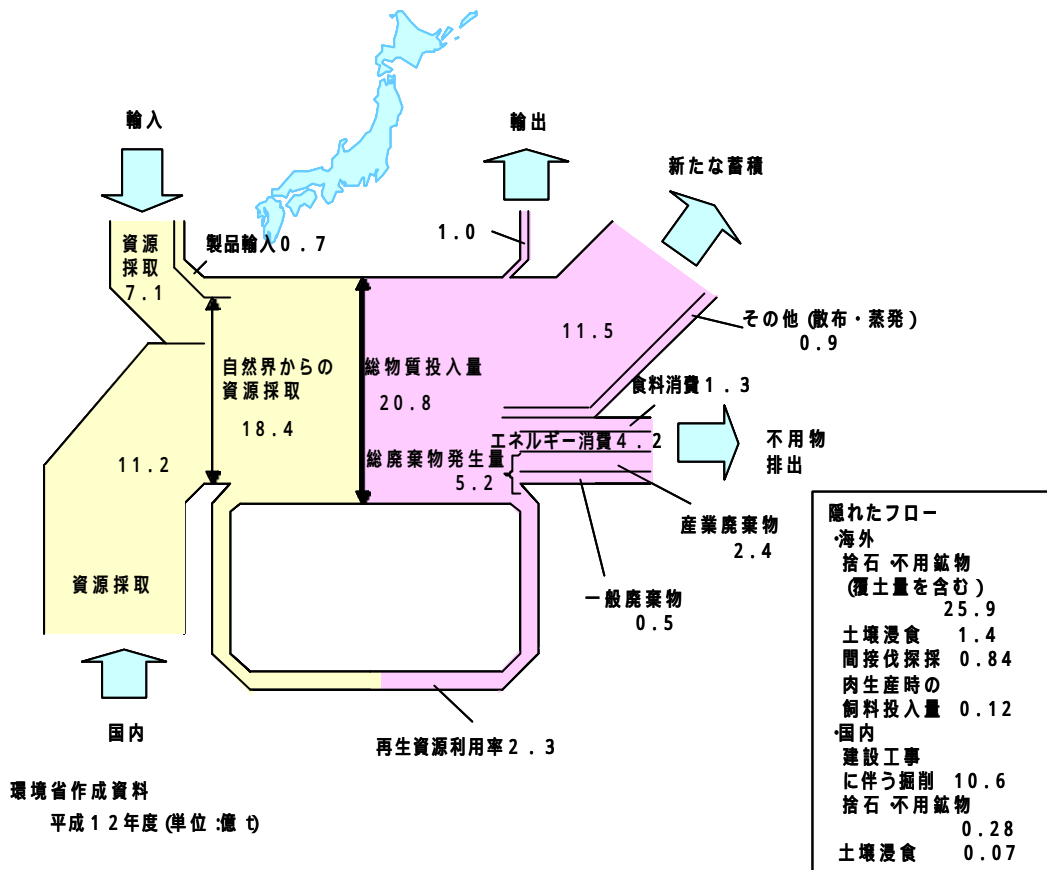 輸入
輸出
新たな蓄積
資源
採取
7.1
製品輸入0.7
1.0
11.5
その他(散布・蒸発)
0.9
自然界からの
資源採取
18.4
総物質投入量
20.8
食料消費1.3
エネルギー消費4.2
不用物
排出
総廃棄物発生量
5.2
11.2
産業廃棄物
2.4
資源採取
一般廃棄物
0.5
国内
再生資源利用率2.3
環境省作成資料
平成12年度(単位:億t)
隠れたフロー
・海外
捨石・不用鉱物
(覆土量を含む)
25.9
土壌浸食 1.4
間接伐採採 0.84
肉生産時の
飼料投入量 0.12
・国内
建設工事
に伴う掘削 10.6
捨石・不用鉱物
0.28
土壌浸食 0.07